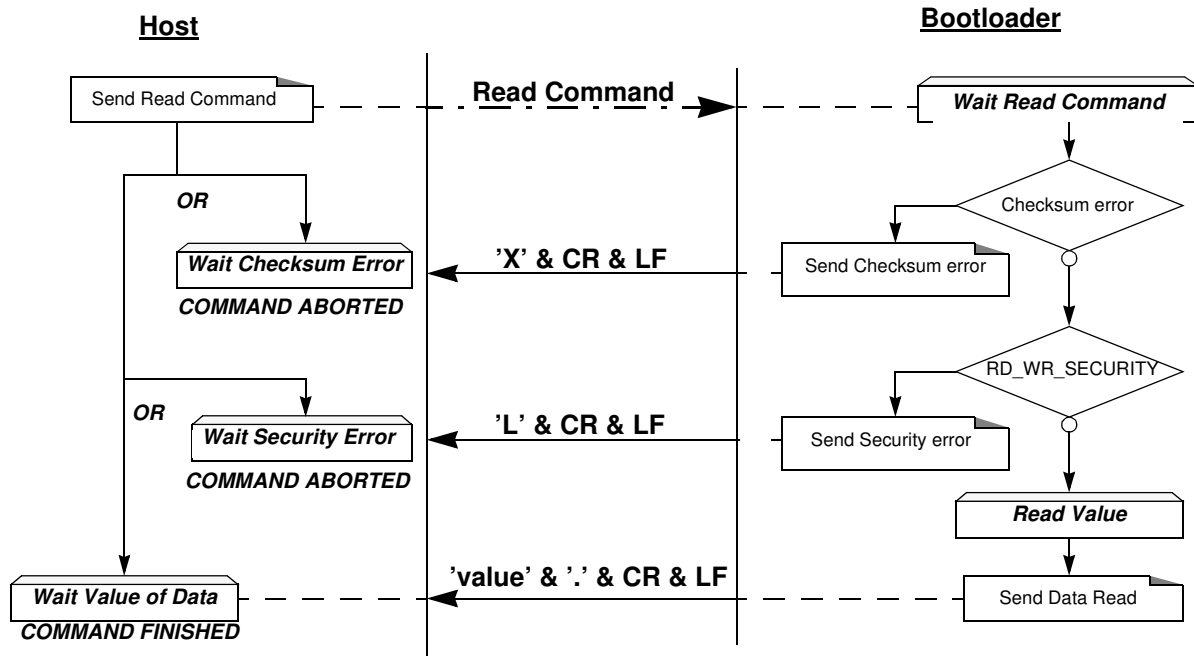 Host
Bootloader
Send Read Command
Read Command
Wait Read Command
OR
Checksum error
Wait Checksum Error
'X' & CR & LF
Send Checksum error
COMMAND ABORTED
RD_WR_SECURITY
OR
Wait Security Error
'L' & CR & LF
Send Security error
COMMAND ABORTED
Read Value
'value' & '.' & CR & LF
Wait Value of Data
Send Data Read
COMMAND FINISHED